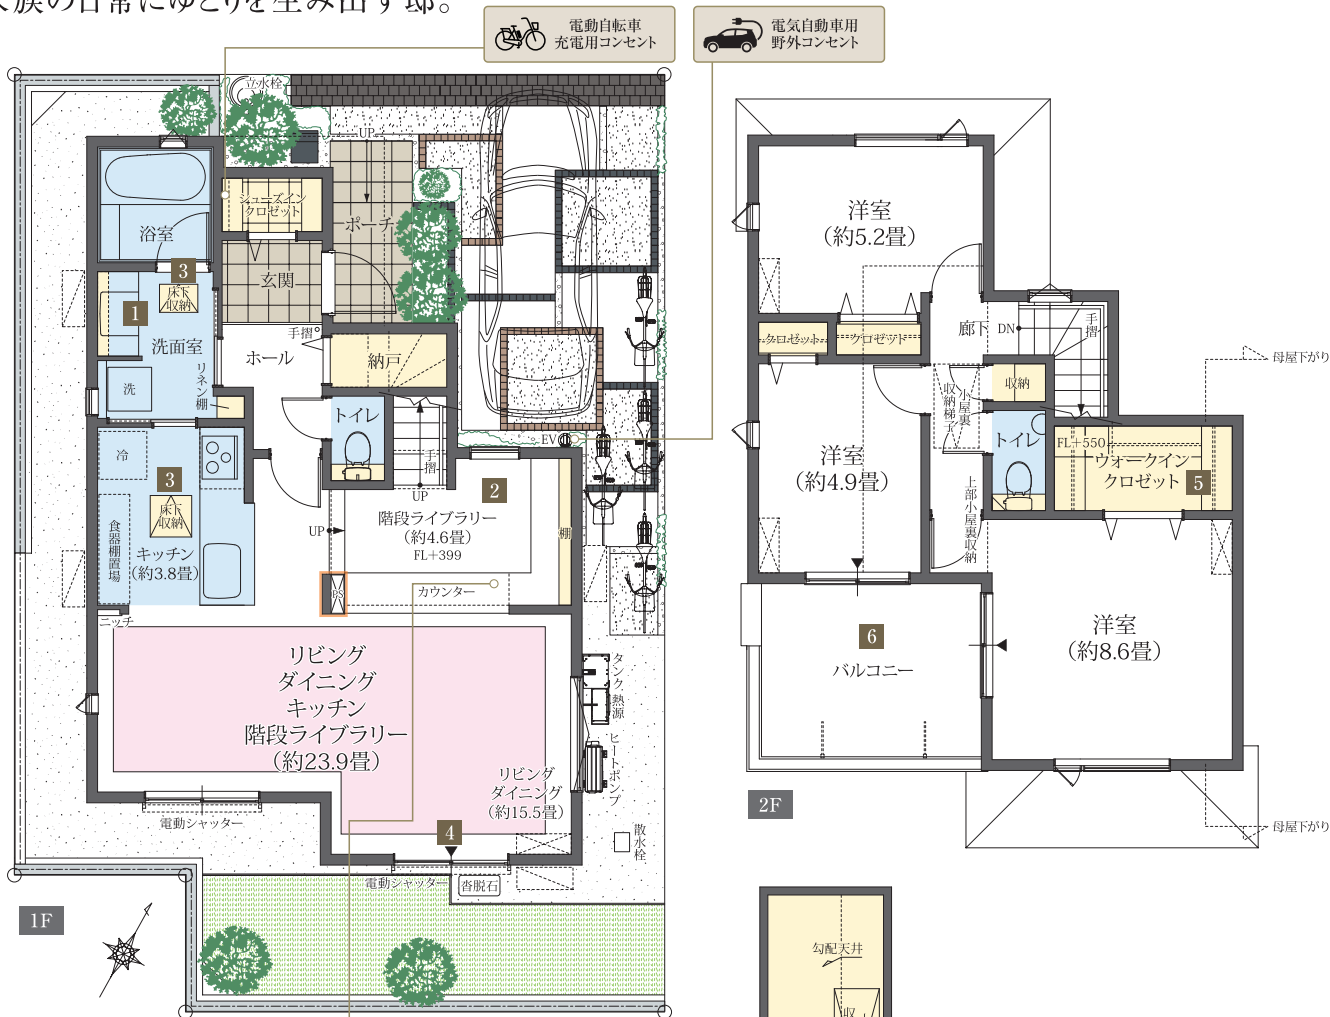 族の日常にゆとりを生み出す邸。
電動自転車
充電用コンセント
電気自動車用
野外コンセント
立水栓
UP
シューズイン
クロゼット
ポーチ
浴室
玄関
3
床下
収納
1
洗面室
手摺
ホール
納戸
リネン棚
洗
トイレ
手摺
UP
EV
冷
3
床下
収納
食器棚置場
キッチン
(約3.8畳)
2
階段ライブラリー
(約4.6畳)
FL+399
UP
棚
PS
カウンター
ニッチ
リビング
ダイニング
キッチン
階段ライブラリー
(約23.9畳)
リビング
ダイニング
(約15.5畳)
タンク
熱源
ヒートポンプ
散水栓
電動シャッター
4
電動シャッター
沓脱石
1F
洋室
(約5.2畳)
クロゼット
クロゼット
廊下
DN
手摺
母屋下がり
収納
小屋裏
収納梯子
トイレ
FL+550
ウォークイン
クロゼット
5
洋室
(約4.9畳)
上部小屋裏収納
6
バルコニー
洋室
(約8.6畳)
2F
母屋下がり
勾配天井
収